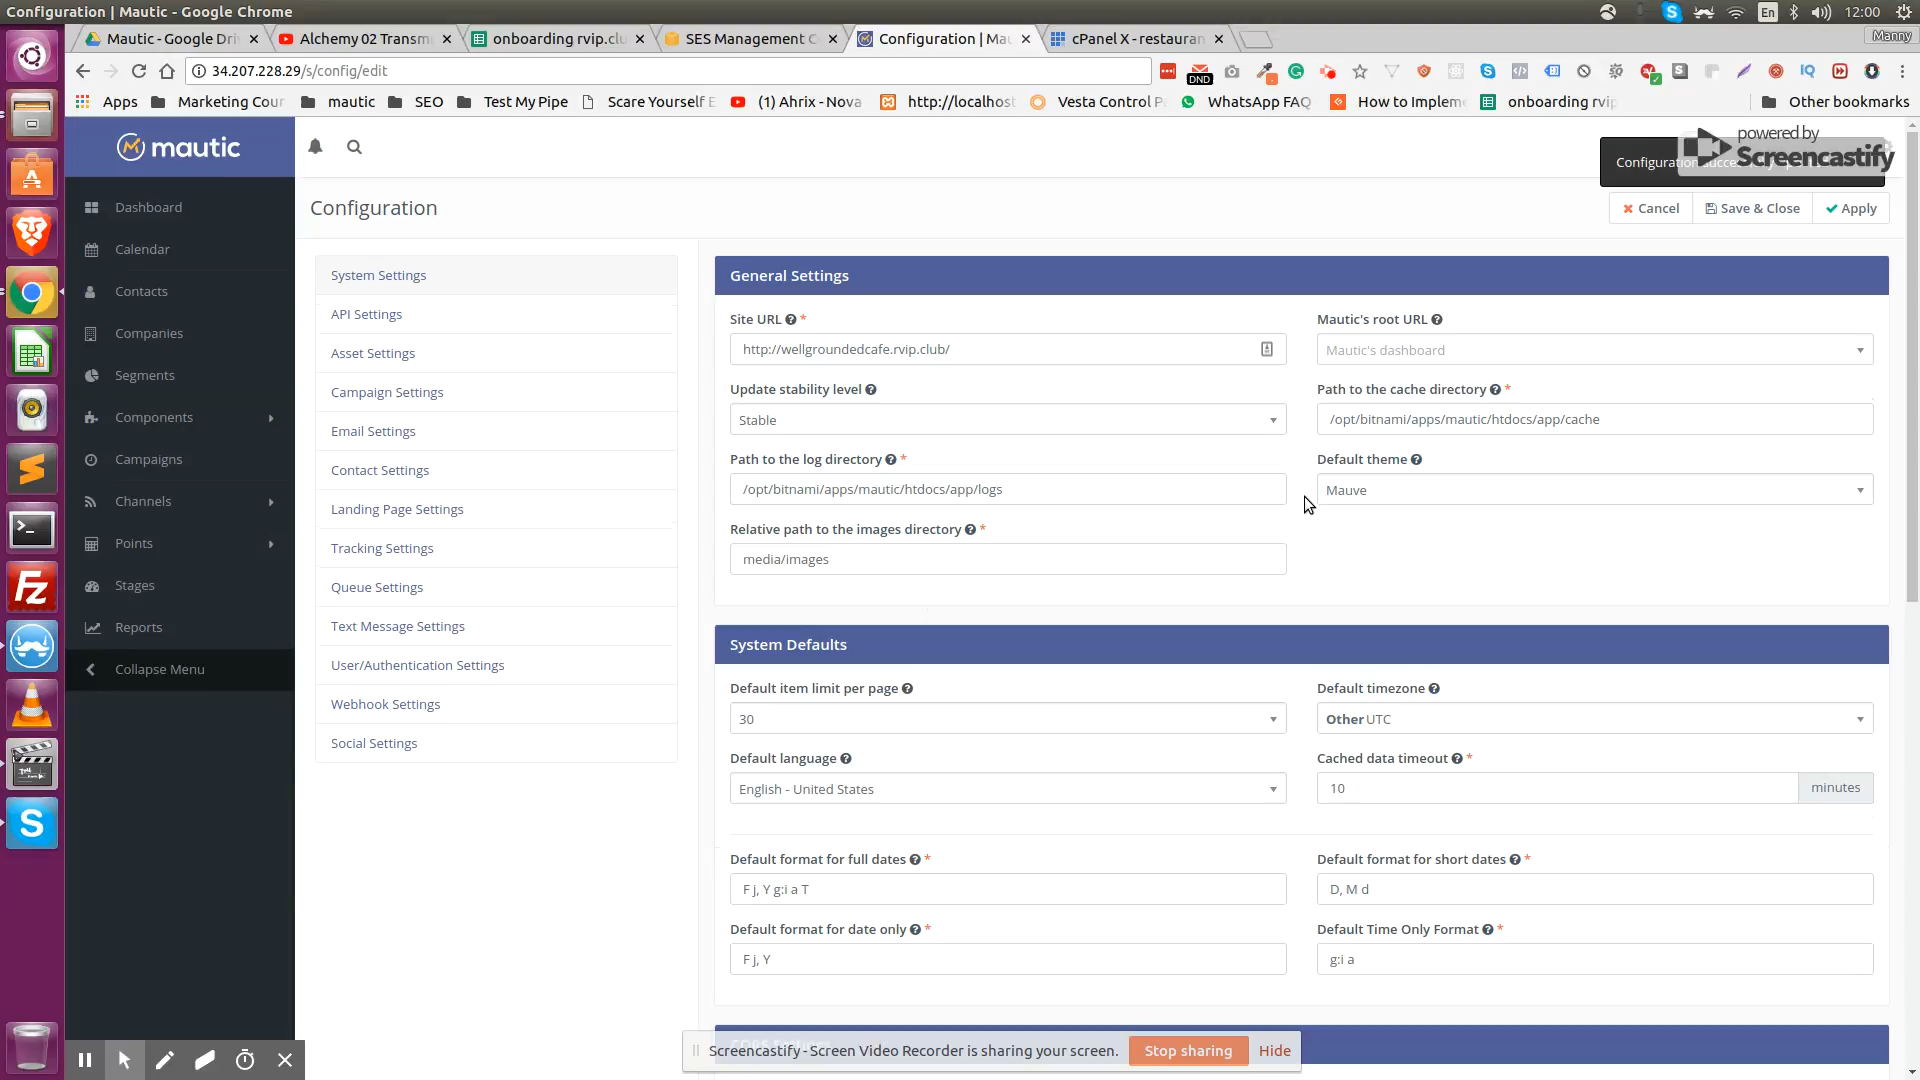 Configuration | Mautic - Google Chrome
En
12:00
Mautic - Google Dri
Alchemy 02 Transm
onboarding rvip.clu
SES Management C
Configuration | Mau
cPanel X - restauran
Manny
34.207.228.29/s/config/edit
DND
Apps
Marketing Cour
mautic
SEO
Test My Pipe
Scare Yourself E
(1) Ahrix - Nova
http://localhost
Vesta Control P
WhatsApp FAQ
How to Implem
onboarding rvip
Other bookmarks
mautic
powered by
Screencastify
Configuration
Configuration
Cancel
Save & Close
Apply
Dashboard
Calendar
Contacts
Companies
Segments
Components
Campaigns
Channels
Points
Stages
Reports
Collapse Menu
System Settings
API Settings
Asset Settings
Campaign Settings
Email Settings
Contact Settings
Landing Page Settings
Tracking Settings
Queue Settings
Text Message Settings
User/Authentication Settings
Webhook Settings
Social Settings
General Settings
Site URL *
http://wellgroundedcafe.rvip.club/
Mautic's root URL
Mautic's dashboard
Update stability level
Stable
Path to the cache directory *
/opt/bitnami/apps/mautic/htdocs/app/cache
Path to the log directory *
/opt/bitnami/apps/mautic/htdocs/app/logs
Default theme
Mauve
Relative path to the images directory *
media/images
System Defaults
Default item limit per page
30
Default timezone
Other UTC
Default language
English - United States
Cached data timeout *
10
minutes
Default format for full dates *
F j, Y g:i a T
Default format for short dates *
D, M d
Default format for date only *
F j, Y
Default Time Only Format *
g:i a
Screencastify - Screen Video Recorder is sharing your screen.
Stop sharing
Hide